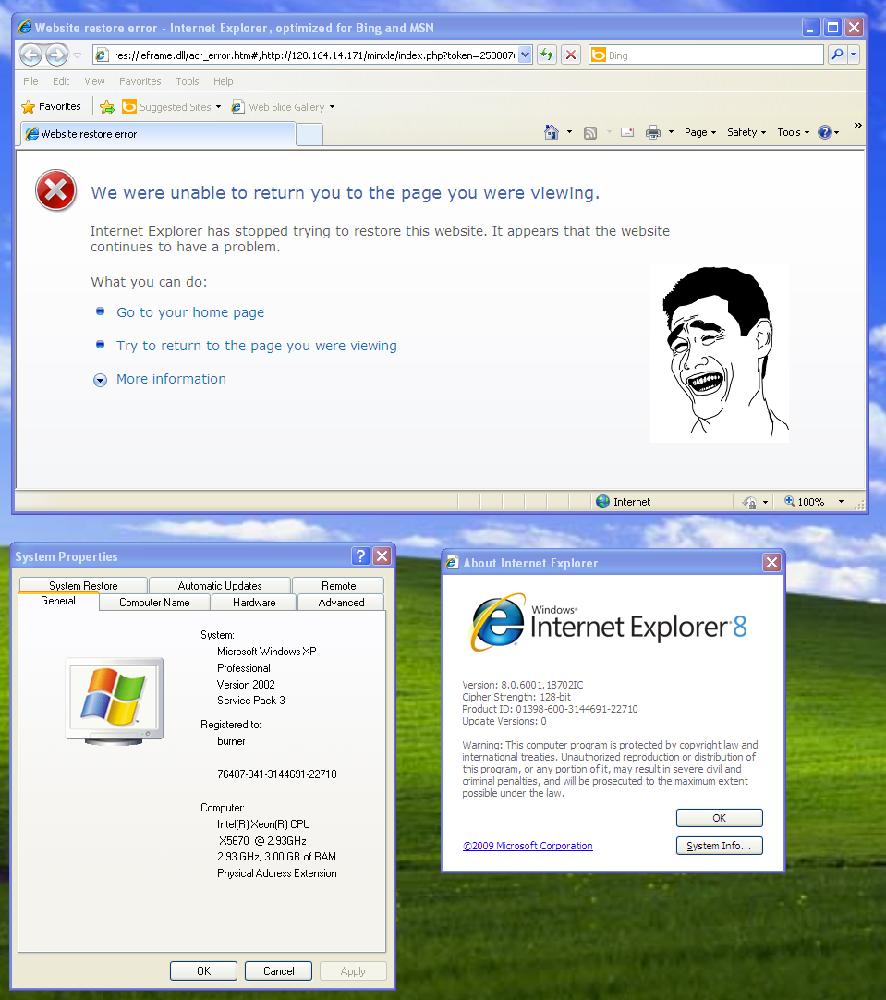 Website restore error - Internet Explorer, optimized for Bing and MSN
res://ieframe.dll/acr_error.htm#,http://128.164.14.171/minxla/index.php?token=253007
Bing
File Edit View Favorites Tools Help
Favorites Suggested Sites Web Slice Gallery
Website restore error
Page Safety Tools »
We were unable to return you to the page you were viewing.
Internet Explorer has stopped trying to restore this website. It appears that the website
continues to have a problem.
What you can do:
Go to your home page
Try to return to the page you were viewing
More information
Internet
100%
System Properties
System Restore Automatic Updates Remote
General Computer Name Hardware Advanced
System:
Microsoft Windows XP
Professional
Version 2002
Service Pack 3
Registered to:
burner
76487-341-3144691-22710
Computer:
Intel(R) Xeon(R) CPU
X5670 @ 2.93GHz
2.93 GHz, 3.00 GB of RAM
Physical Address Extension
OK Cancel Apply
About Internet Explorer
Windows®
Internet Explorer 8
Version: 8.0.6001.18702IC
Cipher Strength: 128-bit
Product ID: 01398-600-3144691-22710
Update Versions: 0
Warning: This computer program is protected by copyright law and
international treaties. Unauthorized reproduction or distribution of
this program, or any portion of it, may result in severe civil and
criminal penalties, and will be prosecuted to the maximum extent
possible under the law.
OK
©2009 Microsoft Corporation
System Info...